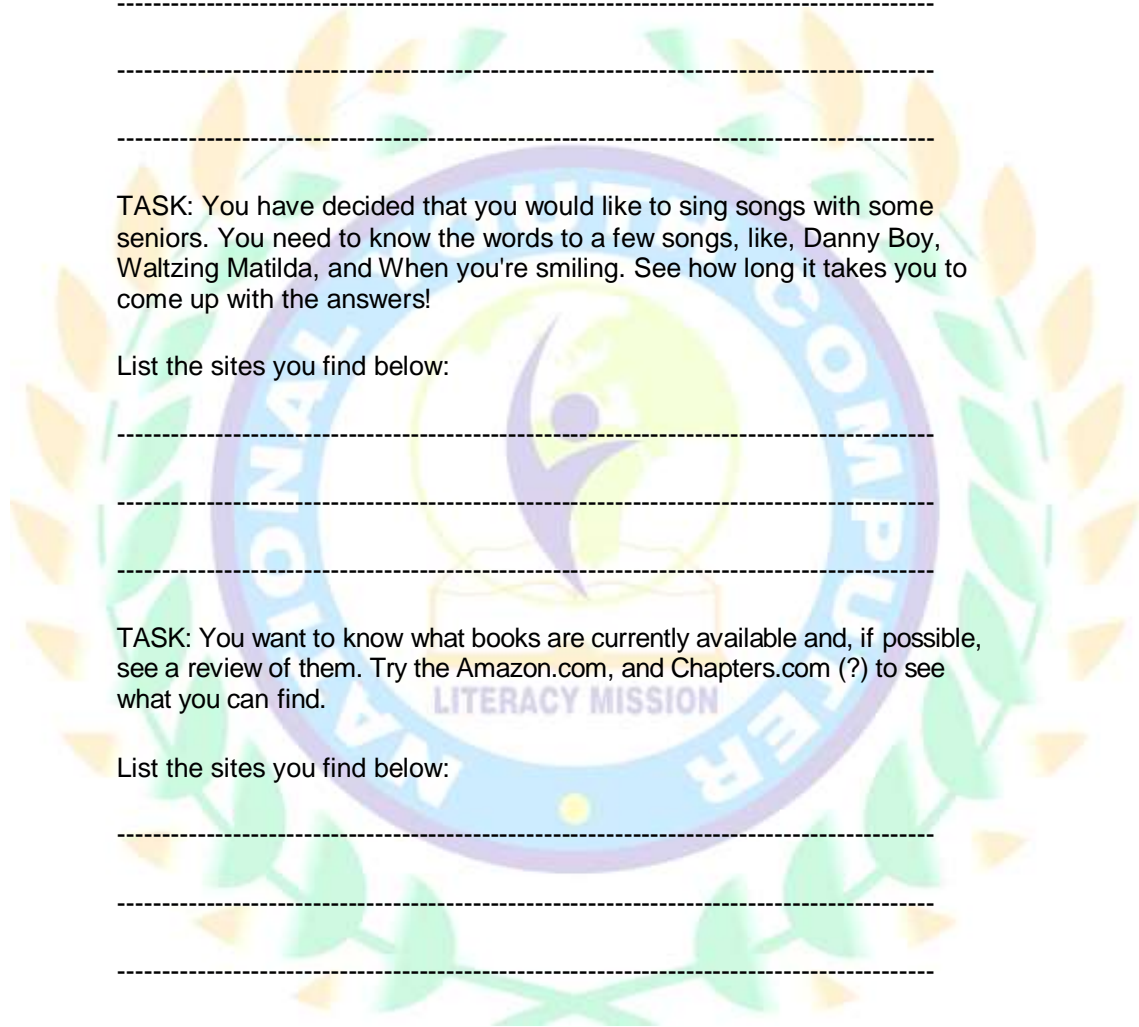 --------------------------------------------------------------------------------------------
--------------------------------------------------------------------------------------------
--------------------------------------------------------------------------------------------
TASK: You have decided that you would like to sing songs with some
seniors. You need to know the words to a few songs, like, Danny Boy,
Waltzing Matilda, and When you're smiling. See how long it takes you to
come up with the answers!
List the sites you find below:
--------------------------------------------------------------------------------------------
--------------------------------------------------------------------------------------------
--------------------------------------------------------------------------------------------
TASK: You want to know what books are currently available and, if possible,
see a review of them. Try the Amazon.com, and Chapters.com (?) to see
what you can find.
List the sites you find below:
--------------------------------------------------------------------------------------------
--------------------------------------------------------------------------------------------
--------------------------------------------------------------------------------------------
NATIONAL YOUTH COMPUTER
LITERACY MISSION